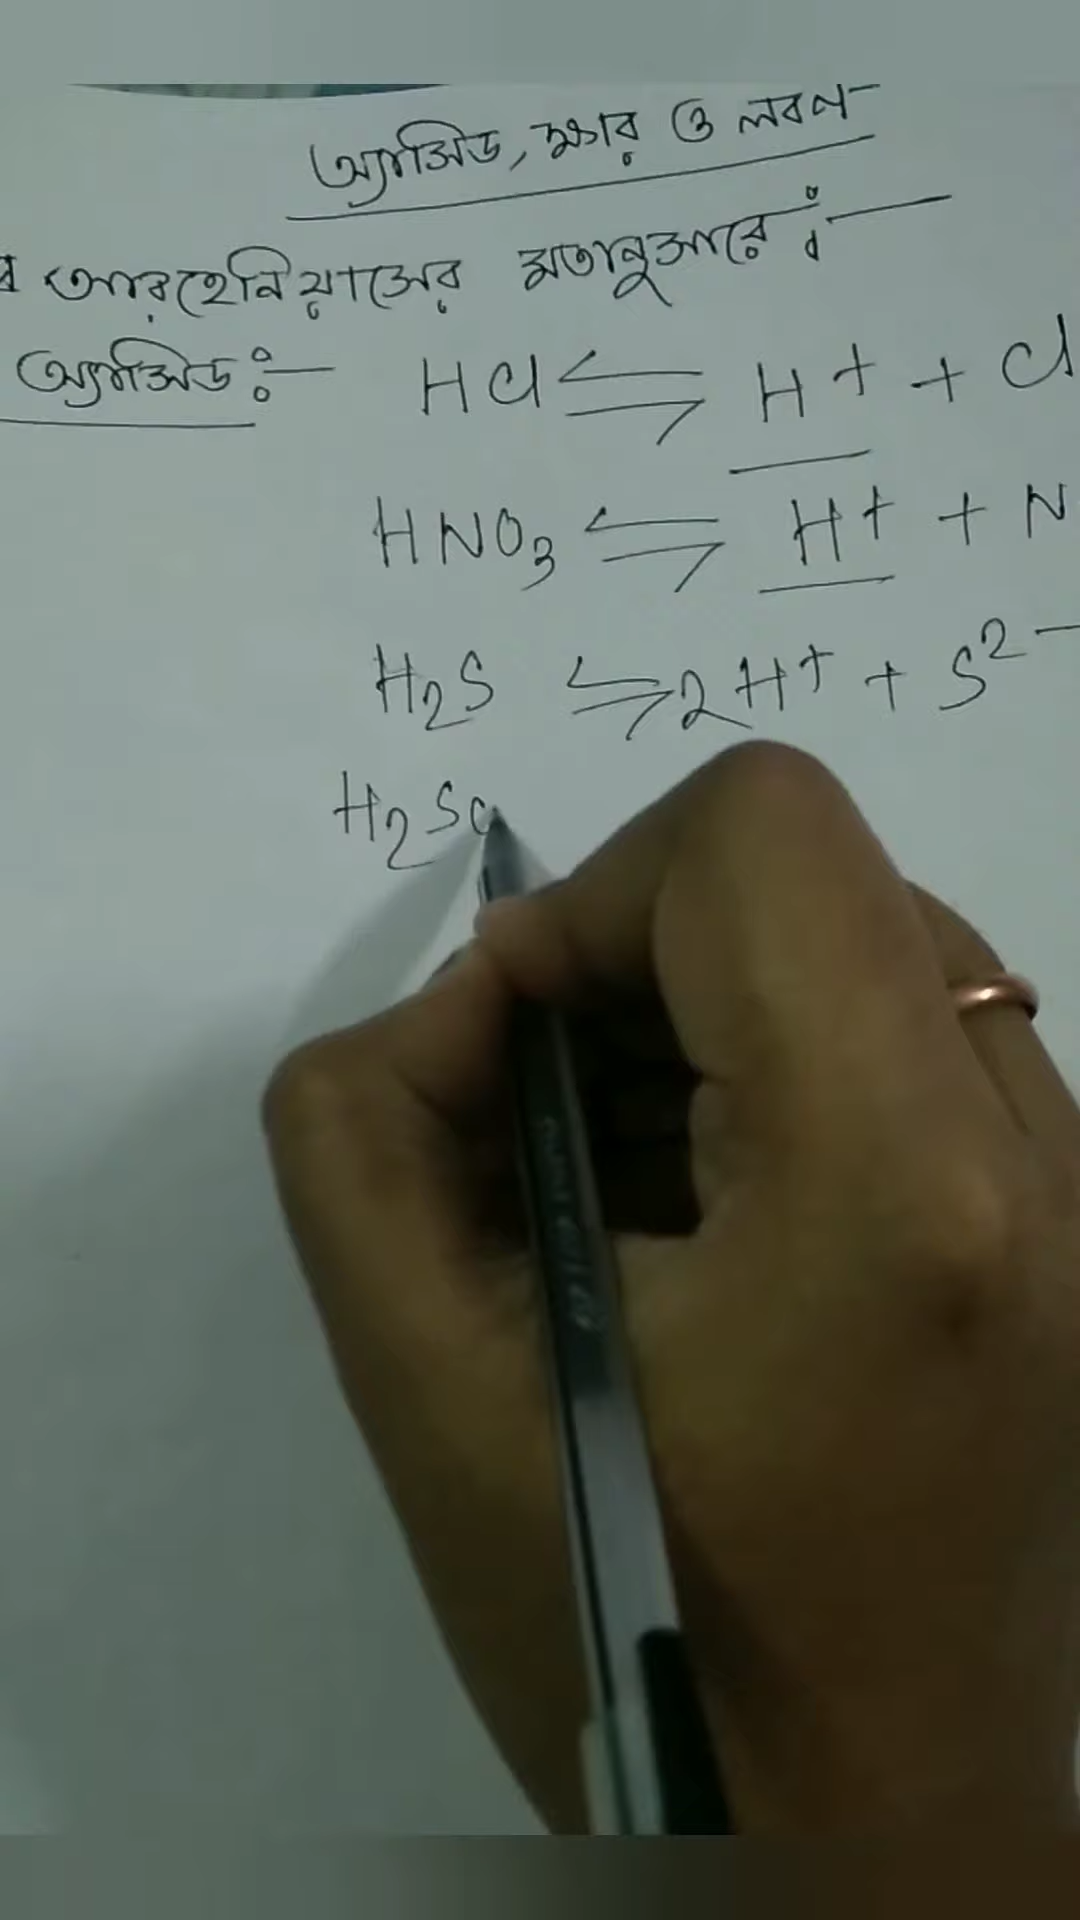 অ্যাসিড, ক্ষার ও লবণ
আরহেনিয়াসের মতানুসারে :—
অ্যাসিড :— HCl ⇌ H+ + Cl
HNO3 ⇌ H+ + N
H2S ⇌ 2H+ + S2−
H2S